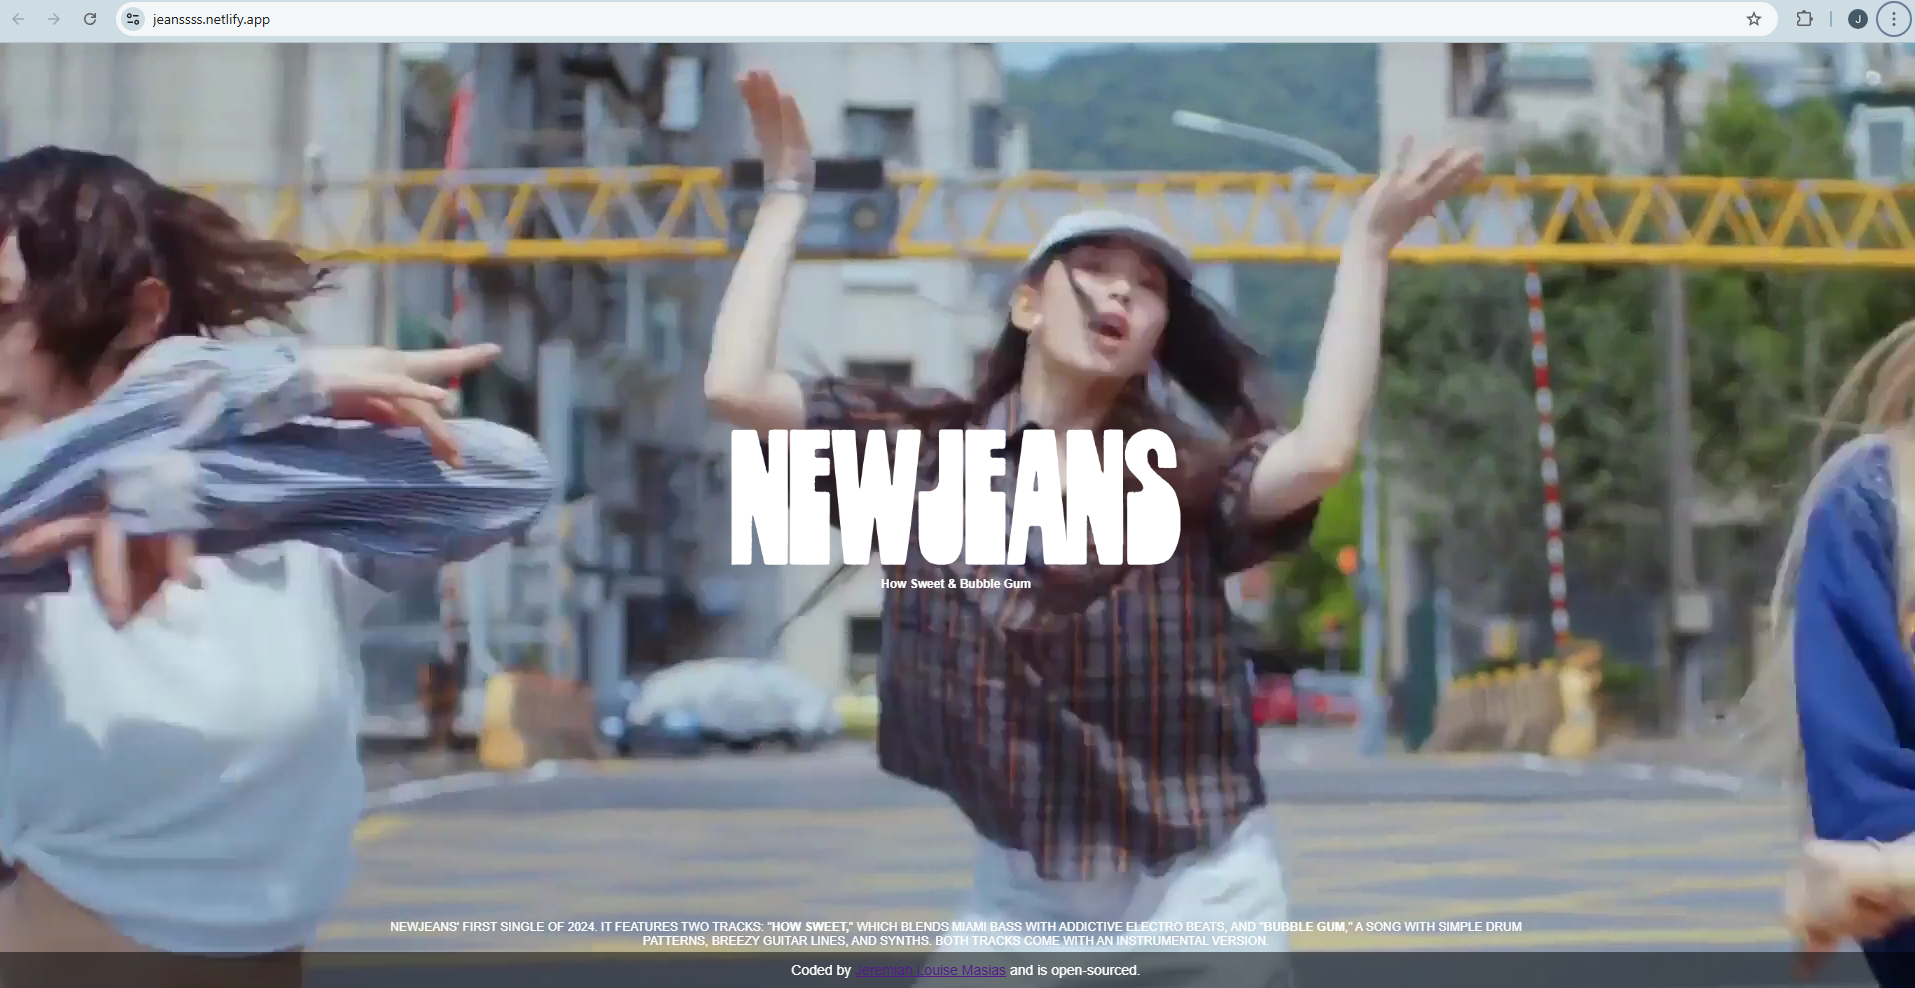 jeanssss.netlify.app
J
NEWJEANS
How Sweet & Bubble Gum
NEWJEANS' FIRST SINGLE OF 2024. IT FEATURES TWO TRACKS: "HOW SWEET," WHICH BLENDS MIAMI BASS WITH ADDICTIVE ELECTRO BEATS, AND "BUBBLE GUM," A SONG WITH SIMPLE DRUM
PATTERNS, BREEZY GUITAR LINES, AND SYNTHS. BOTH TRACKS COME WITH AN INSTRUMENTAL VERSION.
Coded by Jeremiah Louise Masias and is open-sourced.